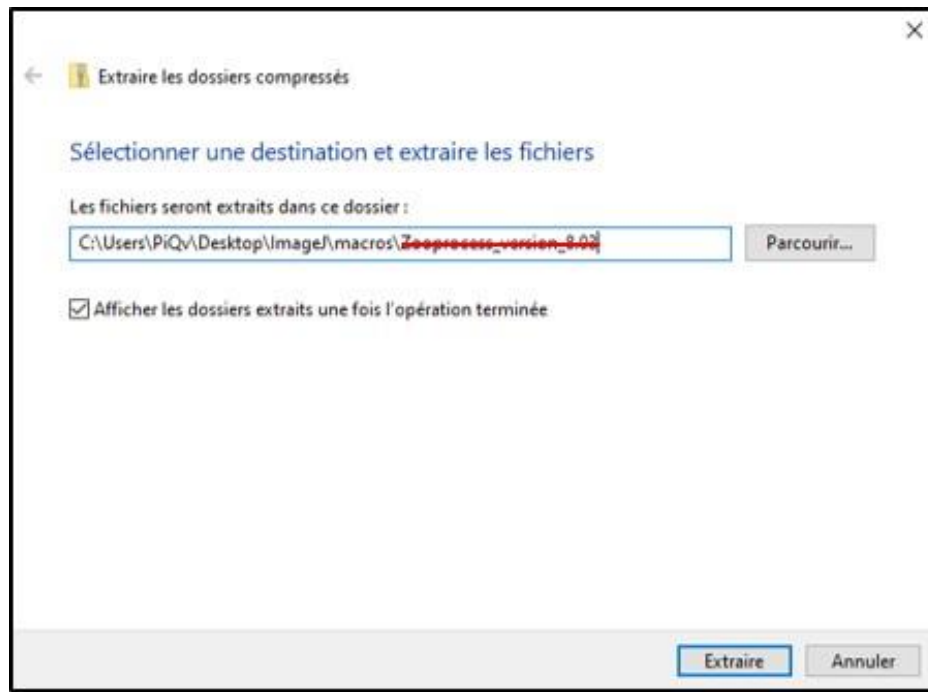 Extraire les dossiers compressés
Sélectionner une destination et extraire les fichiers
Les fichiers seront extraits dans ce dossier :
C:\Users\PiQv\Desktop\ImageJ\macros\Zooprocess_version_8.03
Parcourir...
Afficher les dossiers extraits une fois l'opération terminée
Extraire
Annuler